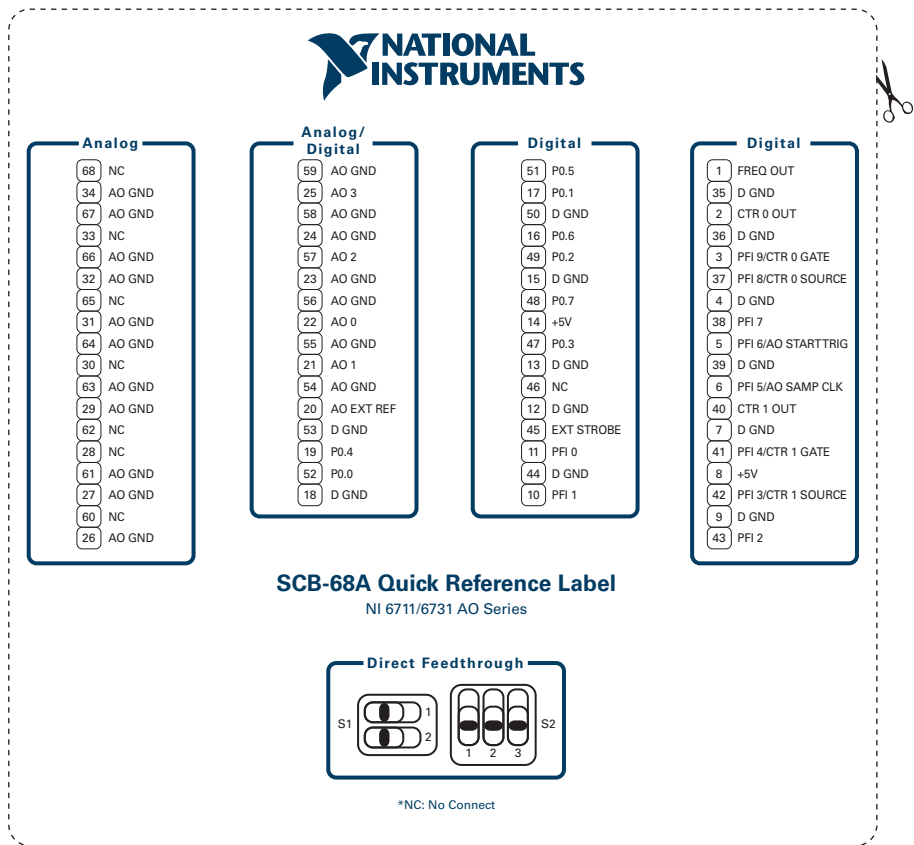 NATIONAL
INSTRUMENTS
Analog
68 NC
34 AO GND
67 AO GND
33 NC
66 AO GND
32 AO GND
65 NC
31 AO GND
64 AO GND
30 NC
63 AO GND
29 AO GND
62 NC
28 NC
61 AO GND
27 AO GND
60 NC
26 AO GND
Analog/
Digital
59 AO GND
25 AO 3
58 AO GND
24 AO GND
57 AO 2
23 AO GND
56 AO GND
22 AO 0
55 AO GND
21 AO 1
54 AO GND
20 AO EXT REF
53 D GND
19 P0.4
52 P0.0
18 D GND
Digital
51 P0.5
17 P0.1
50 D GND
16 P0.6
49 P0.2
15 D GND
48 P0.7
14 +5V
47 P0.3
13 D GND
46 NC
12 D GND
45 EXT STROBE
11 PFI 0
44 D GND
10 PFI 1
Digital
1 FREQ OUT
35 D GND
2 CTR 0 OUT
36 D GND
3 PFI 9/CTR 0 GATE
37 PFI 8/CTR 0 SOURCE
4 D GND
38 PFI 7
5 PFI 6/AO START TRIG
39 D GND
6 PFI 5/AO SAMP CLK
40 CTR 1 OUT
7 D GND
41 PFI 4/CTR 1 GATE
8 +5V
42 PFI 3/CTR 1 SOURCE
9 D GND
43 PFI 2
SCB-68A Quick Reference Label
NI 6711/6731 AO Series
Direct Feedthrough
S1
1
2
1 2 3
S2
*NC: No Connect